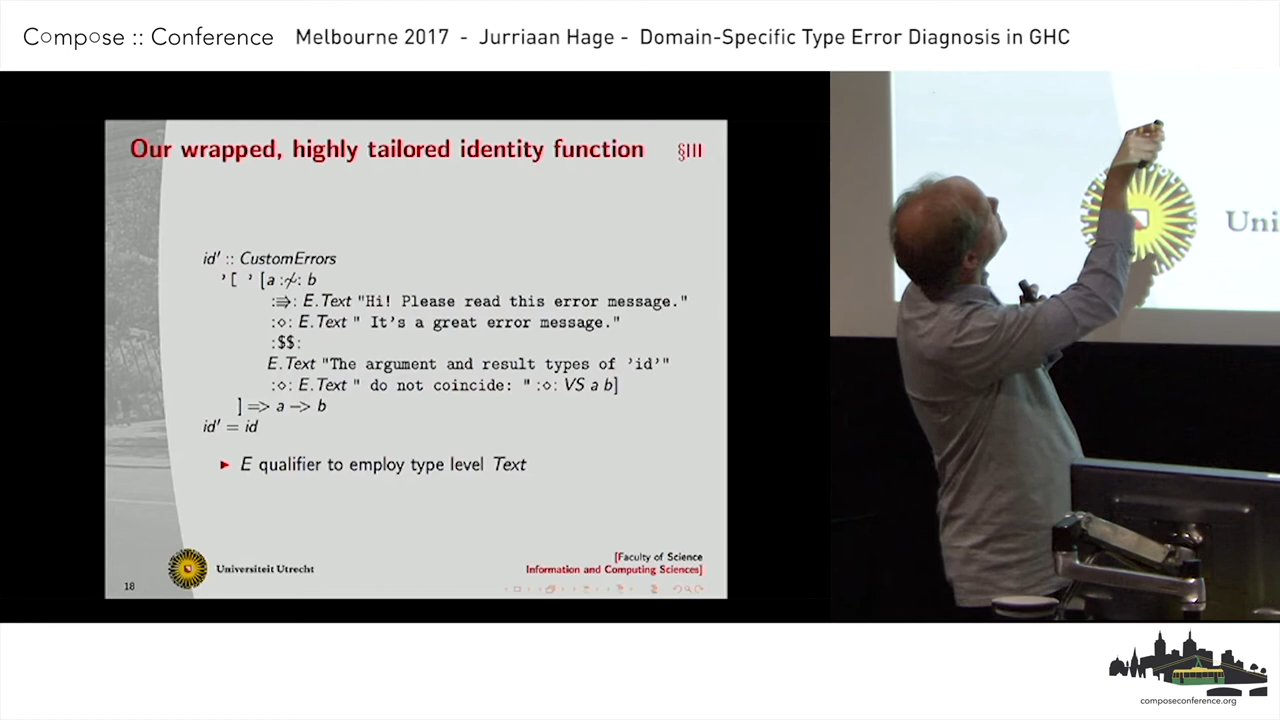 Compose :: Conference Melbourne 2017 - Jurriaan Hage - Domain-Specific Type Error Diagnosis in GHC
Our wrapped, highly tailored identity function §III
id′ :: CustomErrors
'[ '[a :≁: b
:⇛: E.Text "Hi! Please read this error message."
:⋄: E.Text " It's a great error message."
:$$:
E.Text "The argument and result types of 'id'"
:⋄: E.Text " do not coincide: " :⋄: VS a b]
] => a -> b
id′ = id
► E qualifier to employ type level Text
Universiteit Utrecht
[Faculty of Science
Information and Computing Sciences]
18
Uni
composeconference.org